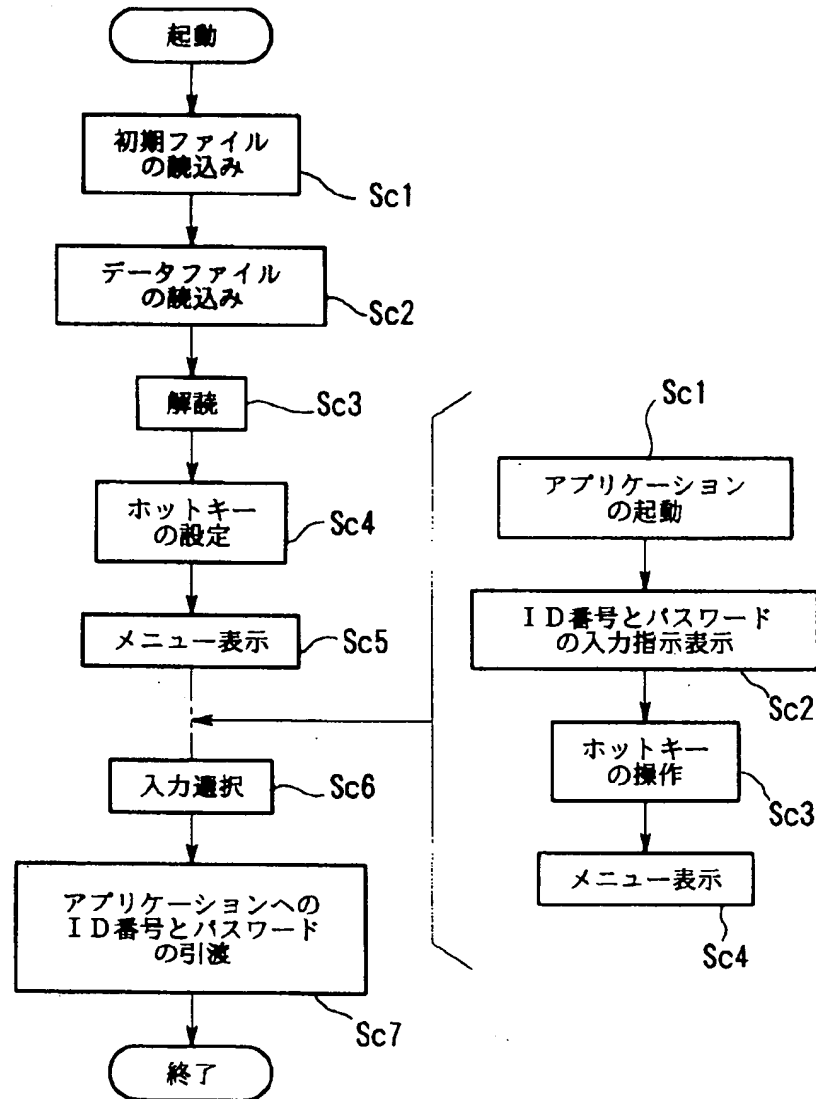 起動
初期ファイル
の読込み
Sc1
データファイル
の読込み
Sc2
解読
Sc3
ホットキー
の設定
Sc4
メニュー表示
Sc5
入力選択
Sc6
アプリケーションへの
ID番号とパスワード
の引渡
Sc7
終了
Sc1
アプリケーション
の起動
ID番号とパスワード
の入力指示表示
Sc2
ホットキー
の操作
Sc3
メニュー表示
Sc4